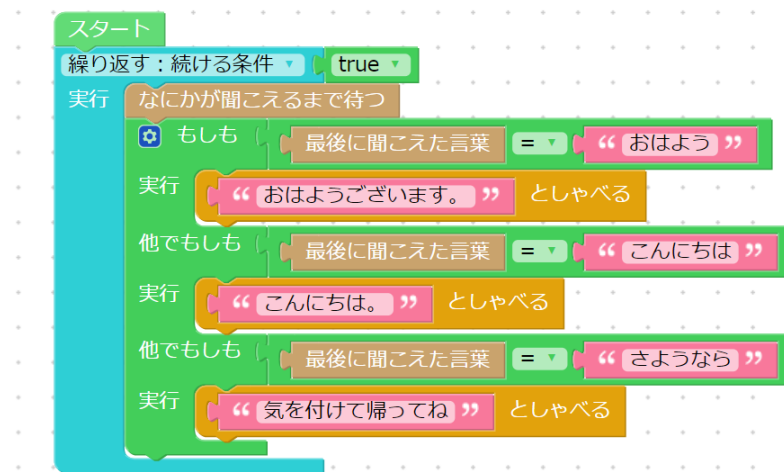 スタート
繰り返す：続ける条件 true
実行 なにかが聞こえるまで待つ
もしも 最後に聞こえた言葉 = “ おはよう ”
実行 “ おはようございます。 ” としゃべる
他でもしも 最後に聞こえた言葉 = “ こんにちは ”
実行 “ こんにちは。 ” としゃべる
他でもしも 最後に聞こえた言葉 = “ さようなら ”
実行 “ 気を付けて帰ってね ” としゃべる